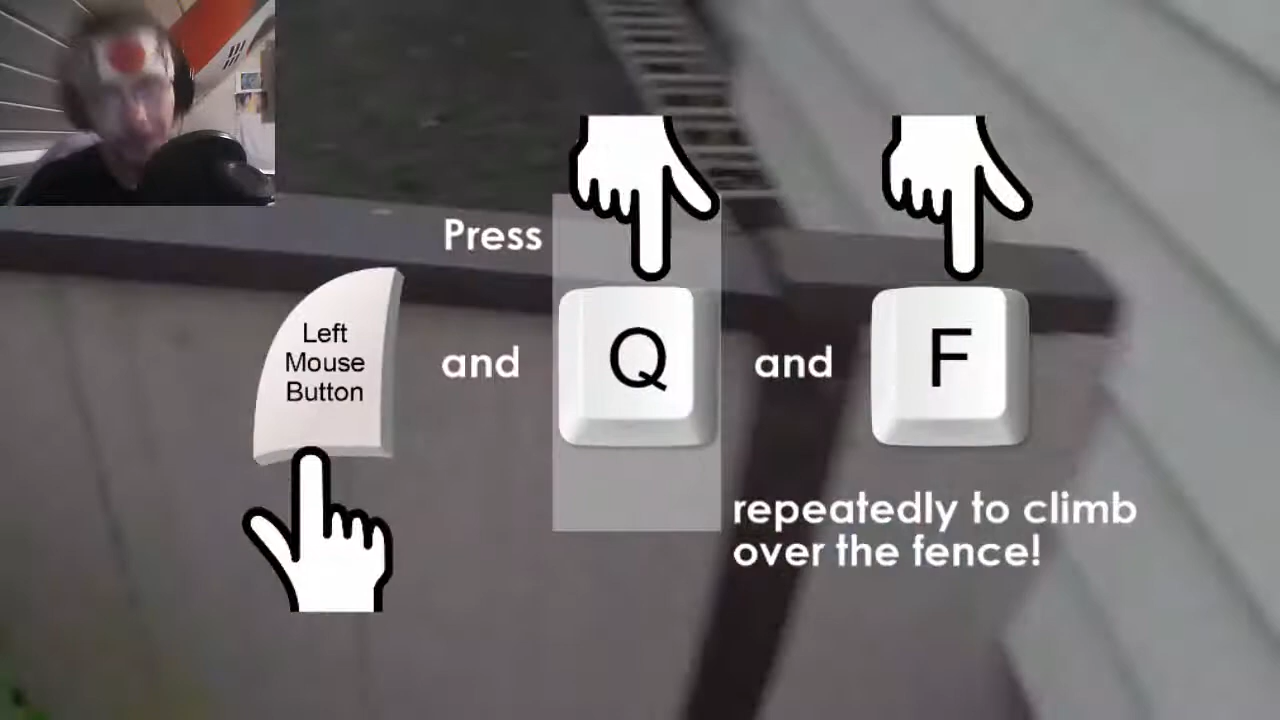 Press
Left
Mouse
Button
and
Q
and
F
repeatedly to climb
over the fence!